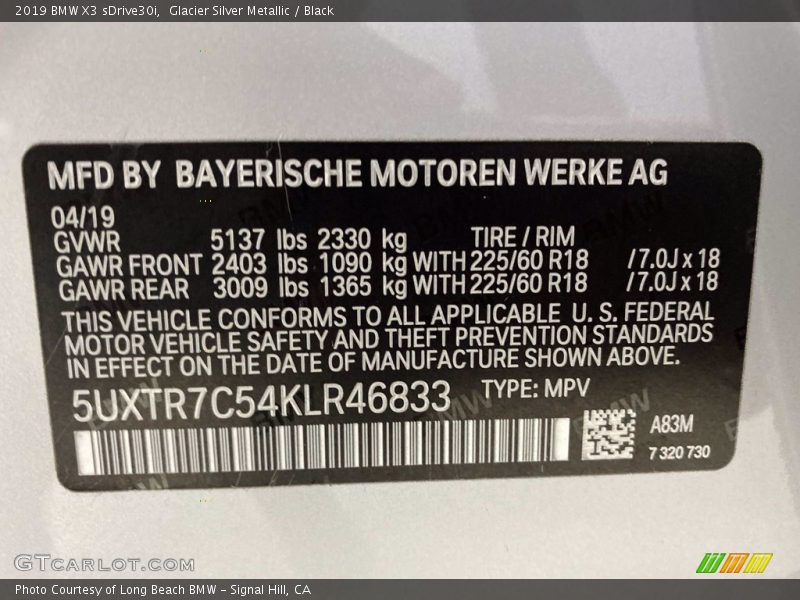 2019 BMW X3 sDrive30i, Glacier Silver Metallic / Black
MFD BY BAYERISCHE MOTOREN WERKE AG
04/19
GVWR 5137 lbs 2330 kg TIRE / RIM
GAWR FRONT 2403 lbs 1090 kg WITH 225/60 R18 /7.0J x 18
GAWR REAR 3009 lbs 1365 kg WITH 225/60 R18 /7.0J x 18
THIS VEHICLE CONFORMS TO ALL APPLICABLE U. S. FEDERAL
MOTOR VEHICLE SAFETY AND THEFT PREVENTION STANDARDS
IN EFFECT ON THE DATE OF MANUFACTURE SHOWN ABOVE.
5UXTR7C54KLR46833 TYPE: MPV
A83M
7 320 730
GTCARLOT.COM
Photo Courtesy of Long Beach BMW - Signal Hill, CA